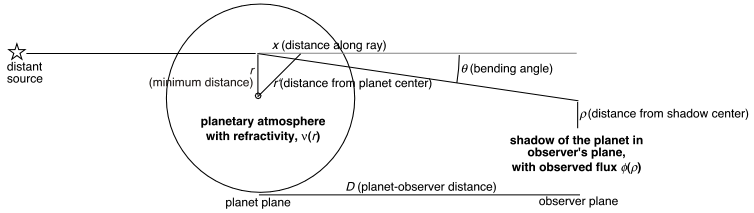 x (distance along ray)
distant
source
r
(minimum distance)
r′(distance from planet center)
θ (bending angle)
ρ (distance from shadow center)
planetary atmosphere
with refractivity, ν(r)
shadow of the planet in
observer's plane,
with observed flux ϕ(ρ)
D (planet-observer distance)
planet plane
observer plane